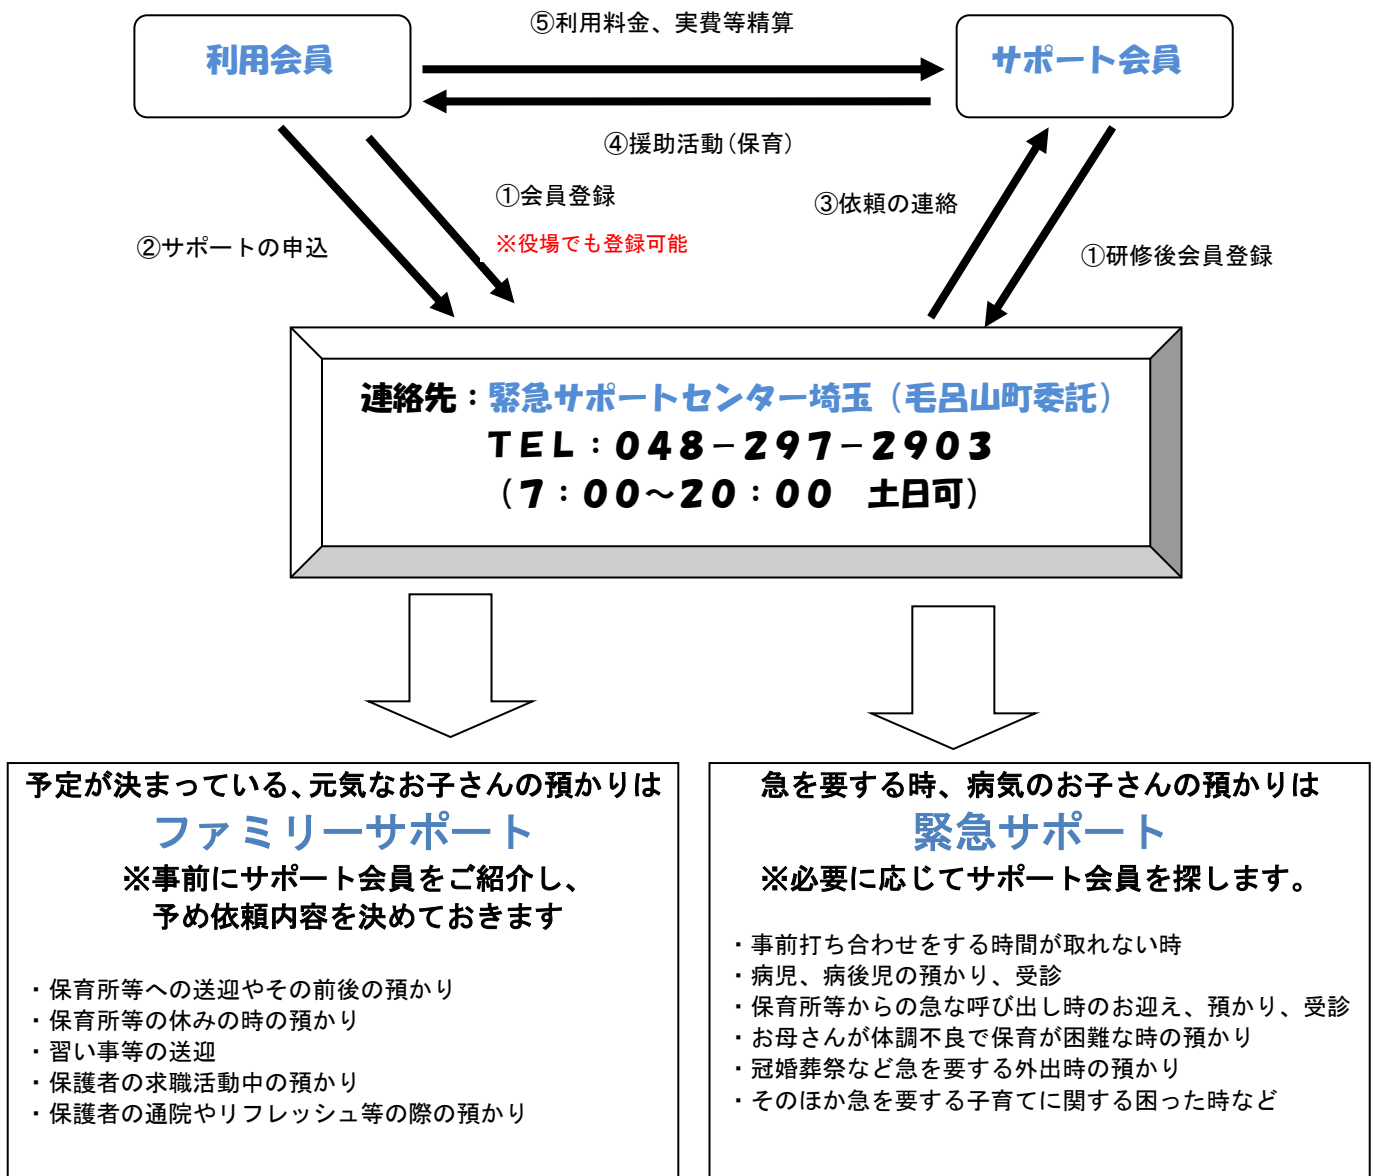 ⑤利用料金、実費等精算
利用会員
サポート会員
④援助活動(保育)
①会員登録
※役場でも登録可能
②サポートの申込
③依頼の連絡
①研修後会員登録
連絡先：緊急サポートセンター埼玉（毛呂山町委託）
ＴＥＬ：０４８－２９７－２９０３
（７：００～２０：００　土日可）
予定が決まっている、元気なお子さんの預かりは
ファミリーサポート
※事前にサポート会員をご紹介し、
予め依頼内容を決めておきます
・保育所等への送迎やその前後の預かり
・保育所等の休みの時の預かり
・習い事等の送迎
・保護者の求職活動中の預かり
・保護者の通院やリフレッシュ等の際の預かり
急を要する時、病気のお子さんの預かりは
緊急サポート
※必要に応じてサポート会員を探します。
・事前打ち合わせをする時間が取れない時
・病児、病後児の預かり、受診
・保育所等からの急な呼び出し時のお迎え、預かり、受診
・お母さんが体調不良で保育が困難な時の預かり
・冠婚葬祭など急を要する外出時の預かり
・そのほか急を要する子育てに関する困った時など